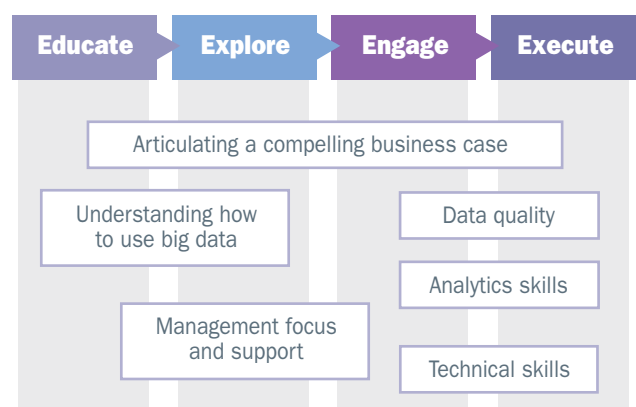 Educate
Explore
Engage
Execute
Articulating a compelling business case
Understanding how
to use big data
Data quality
Analytics skills
Management focus
and support
Technical skills